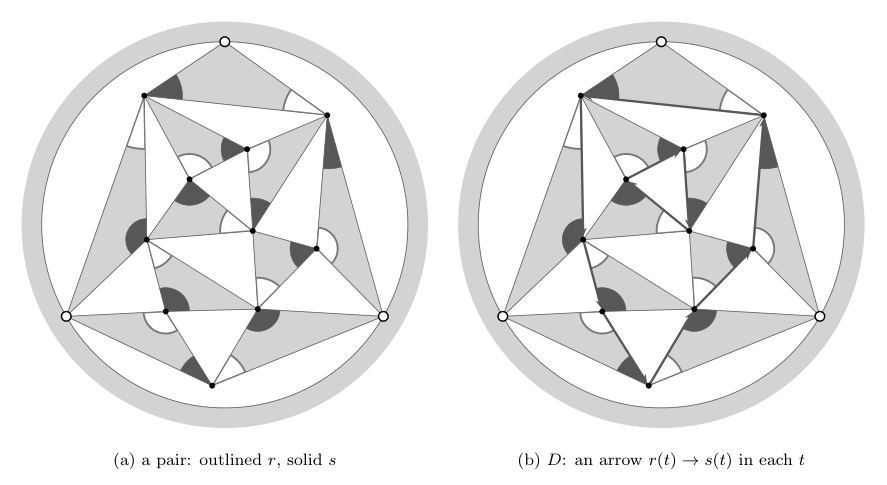 (a) a pair: outlined r, solid s
(b) D: an arrow r(t) → s(t) in each t